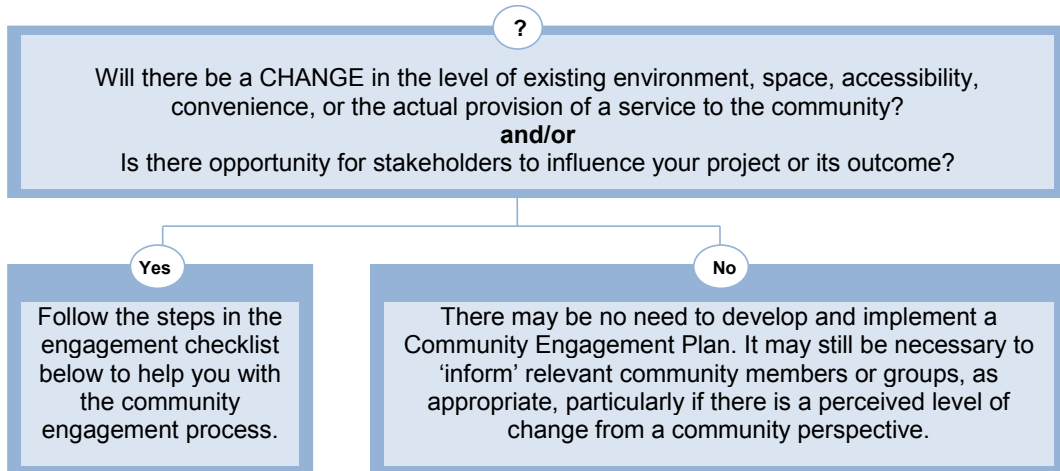 ?
Will there be a CHANGE in the level of existing environment, space, accessibility,
convenience, or the actual provision of a service to the community?
and/or
Is there opportunity for stakeholders to influence your project or its outcome?
Yes
Follow the steps in the
engagement checklist
below to help you with
the community
engagement process.
No
There may be no need to develop and implement a
Community Engagement Plan. It may still be necessary to
‘inform’ relevant community members or groups, as
appropriate, particularly if there is a perceived level of
change from a community perspective.